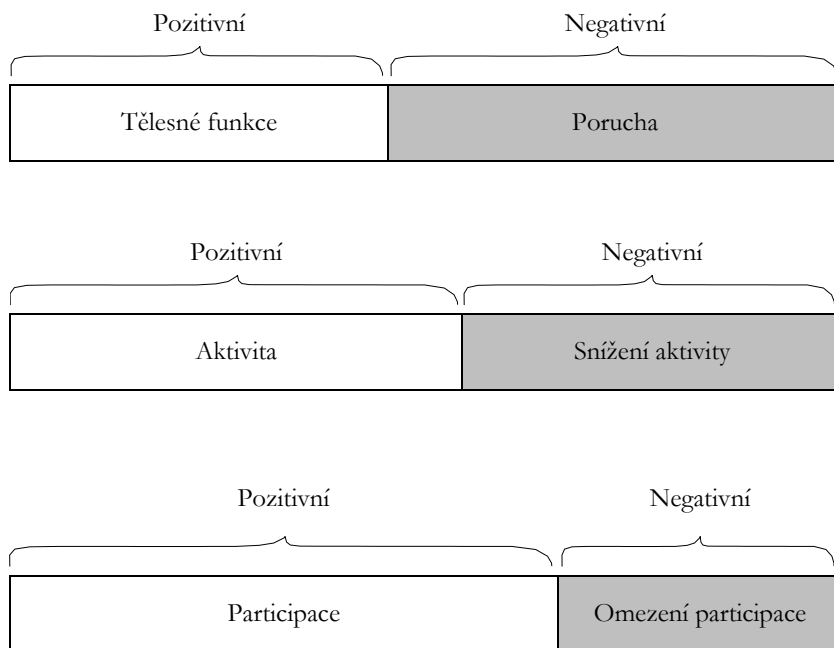 Pozitivní Negativní
Tělesné funkce Porucha
Pozitivní Negativní
Aktivita Snížení aktivity
Pozitivní Negativní
Participace Omezení participace